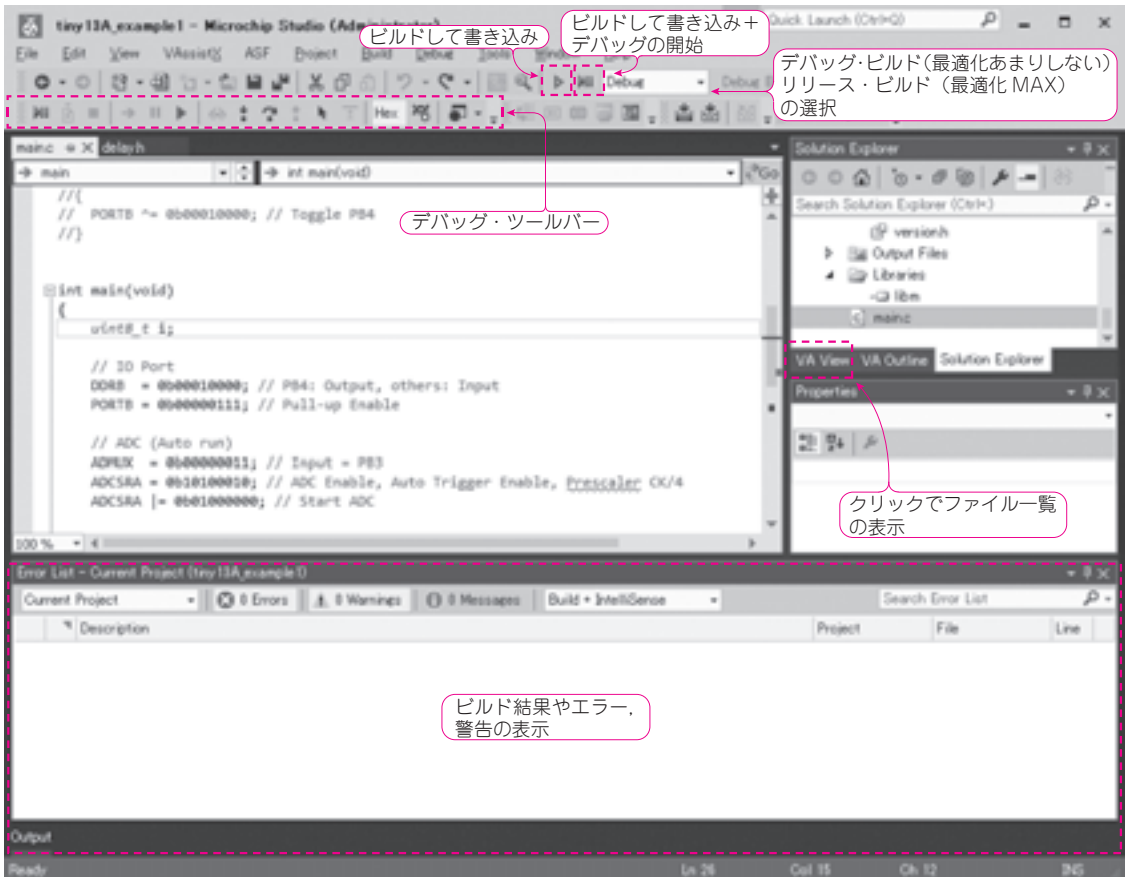 tiny13A_example1 - Microchip Studio (Administrator)
Quick Launch (Ctrl+Q)
ビルドして書き込み
ビルドして書き込み＋
デバッグの開始
File Edit View VAssistX ASF Project Build Debug Tools
デバッグ・ビルド（最適化あまりしない）
リリース・ビルド（最適化 MAX）
の選択
Debug
Debug
Hex
main.c delay.h
main
int main(void)
Go
//{
// PORTB ^= 0b00010000; // Toggle PB4
//}
デバッグ・ツールバー
int main(void)
{
uint8_t i;
// IO Port
DDRB = 0b00010000; // PB4: Output, others: Input
PORTB = 0b00000111; // Pull-up Enable
// ADC (Auto run)
ADMUX = 0b00000011; // Input = PB3
ADCSRA = 0b10100010; // ADC Enable, Auto Trigger Enable, Prescaler CK/4
ADCSRA |= 0b01000000; // Start ADC
100 %
Solution Explorer
Search Solution Explorer (Ctrl+;)
version.h
Output Files
Libraries
libm
main.c
VA View VA Outline Solution Explorer
Properties
クリックでファイル一覧
の表示
Error List - Current Project (tiny13A_example1)
Current Project
0 Errors
0 Warnings
0 Messages
Build + IntelliSense
Search Error List
Description Project File Line
ビルド結果やエラー，
警告の表示
Output
Ready Ln 26 Col 15 Ch 12 INS